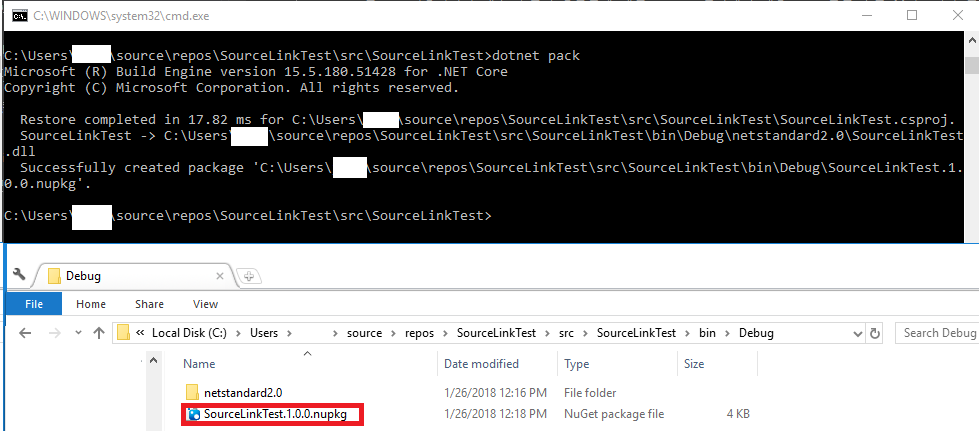 C:\WINDOWS\system32\cmd.exe
C:\Users\ \source\repos\SourceLinkTest\src\SourceLinkTest>dotnet pack
Microsoft (R) Build Engine version 15.5.180.51428 for .NET Core
Copyright (C) Microsoft Corporation. All rights reserved.
Restore completed in 17.82 ms for C:\Users\ \source\repos\SourceLinkTest\src\SourceLinkTest\SourceLinkTest.csproj.
SourceLinkTest -> C:\Users\ \source\repos\SourceLinkTest\src\SourceLinkTest\bin\Debug\netstandard2.0\SourceLinkTest
.dll
Successfully created package 'C:\Users\ \source\repos\SourceLinkTest\src\SourceLinkTest\bin\Debug\SourceLinkTest.1.
0.0.nupkg'.
C:\Users\ \source\repos\SourceLinkTest\src\SourceLinkTest>
Debug
File Home Share View
« Local Disk (C:) > Users > > source > repos > SourceLinkTest > src > SourceLinkTest > bin > Debug Search Debug
Name Date modified Type Size
netstandard2.0 1/26/2018 12:16 PM File folder
SourceLinkTest.1.0.0.nupkg 1/26/2018 12:18 PM NuGet package file 4 KB